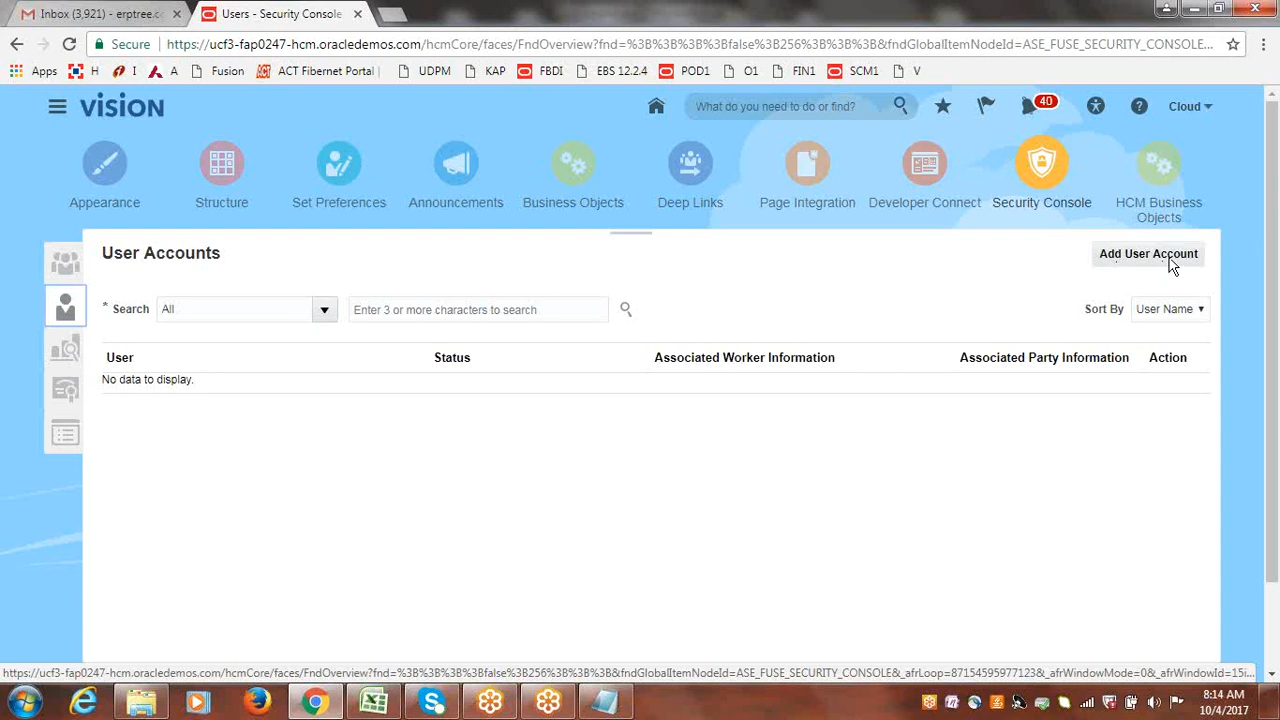 Inbox (3,921) - erptree.c
Users - Security Console
Secure
https://ucf3-fap0247-hcm.oracledemos.com/hcmCore/faces/FndOverview?fnd=%3B%3B%3B%3Bfalse%3B256%3B%3B%3B&fndGlobalItemNodeId=ASE_FUSE_SECURITY_CONSOLE...
Apps H I A Fusion ACT Fibernet Portal UDPM KAP FBDI EBS 12.2.4 POD1 O1 FIN1 SCM1 V
VISION
What do you need to do or find?
40
Cloud
Appearance
Structure
Set Preferences
Announcements
Business Objects
Deep Links
Page Integration
Developer Connect
Security Console
HCM Business
Objects
User Accounts
Add User Account
* Search All
Enter 3 or more characters to search
Sort By User Name
User Status Associated Worker Information Associated Party Information Action
No data to display.
https://ucf3-fap0247-hcm.oracledemos.com/hcmCore/faces/FndOverview?fnd=%3B%3B%3B%3Bfalse%3B256%3B%3B%3B&fndGlobalItemNodeId=ASE_FUSE_SECURITY_CONSOLE&_afrLoop=87154595977123&_afrWindowMode=0&_afrWindowId=15i...
8:14 AM
10/4/2017